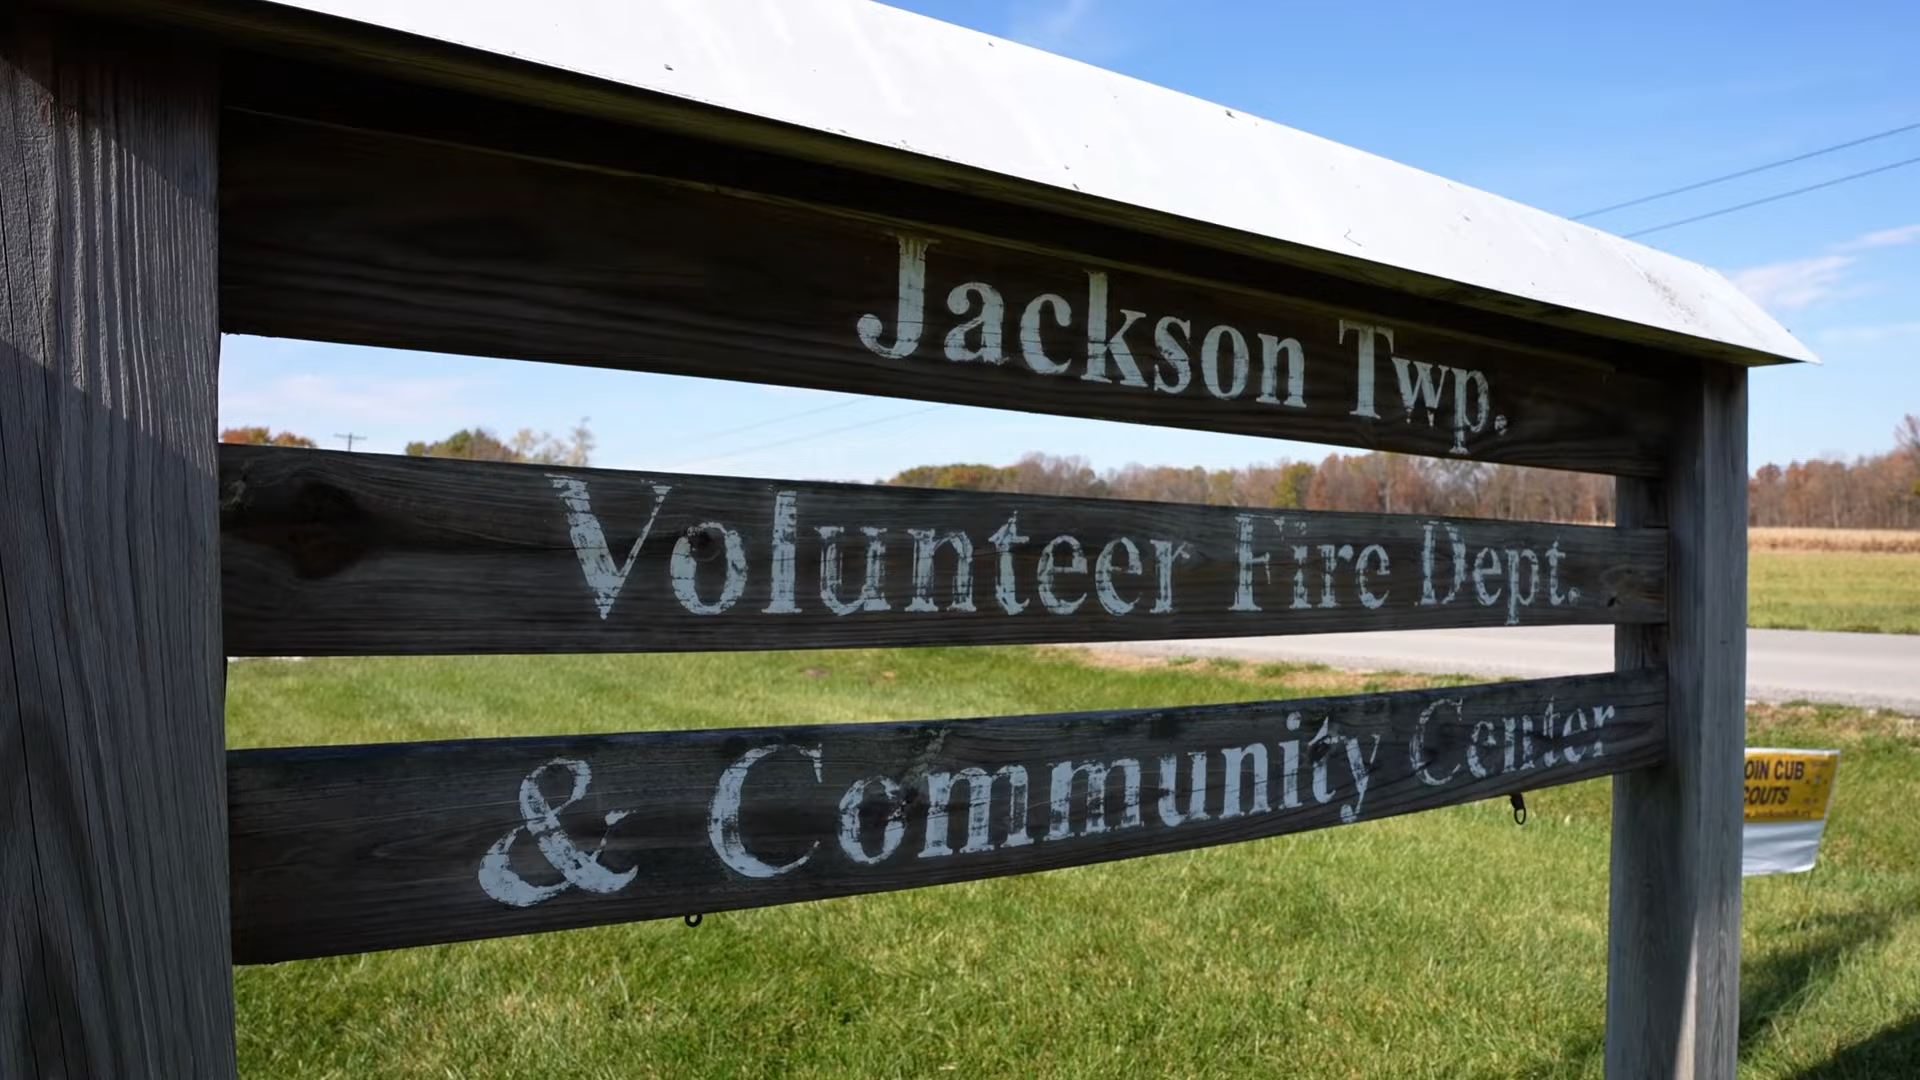 Jackson Twp.
Volunteer Fire Dept.
& Community Center
OIN CUB
COUTS